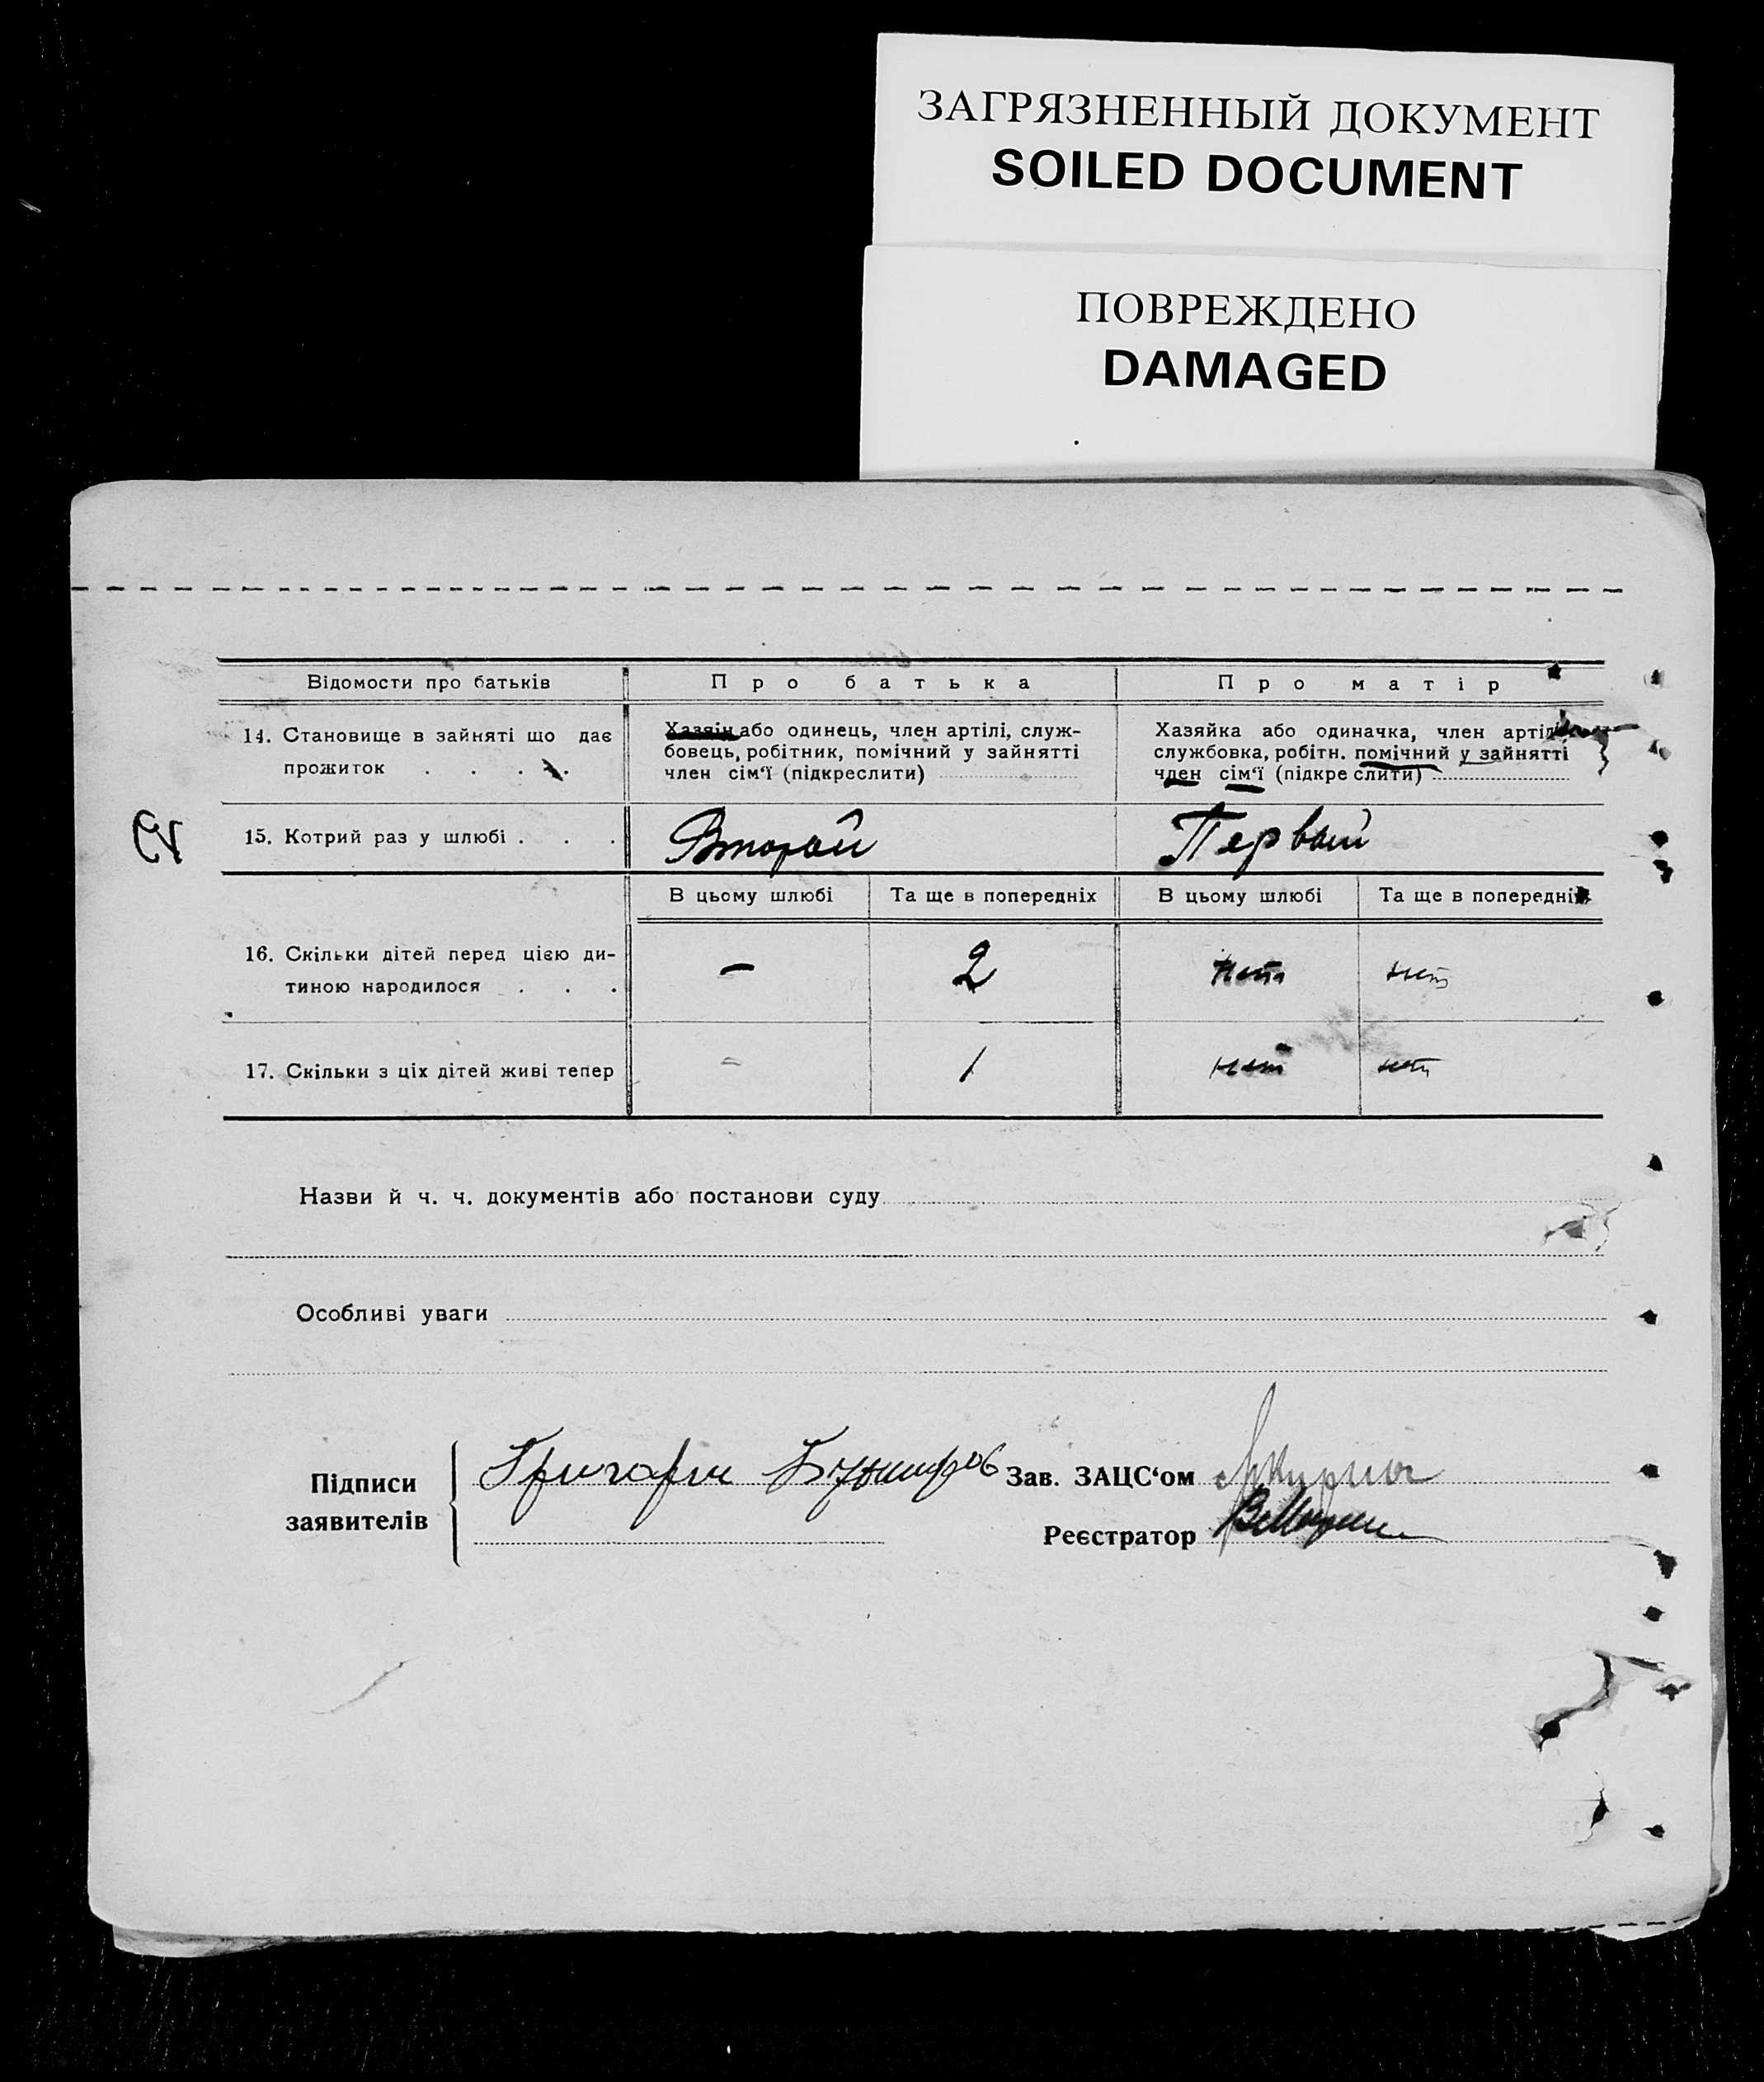 ЗАГРЯЗНЕННЫЙ ДОКУМЕНТ
SOILED DOCUMENT
ПОВРЕЖДЕНО
DAMAGED
Відомости про батьків
Про батька
Про матір
14. Становище в зайняті що дає
прожиток . . . .
Хазяін або одинець, член артілі, служ-
бовець, робітник, помічний у зайнятті
член сім‘ї (підкреслити)
Хазяйка або одиначка, член артілі,
службовка, робітн. помічний у зайнятті
член сім‘ї (підкреслити)
15. Котрий раз у шлюбі . . .
Второй
Первый
В цьому шлюбі
Та ще в попередніх
В цьому шлюбі
Та ще в попередніх
16. Скільки дітей перед цією ди-
тиною народилося . . .
—
2
нет
нет
17. Скільки з ціх дітей живі тепер
–
1
нет
нет
Назви й ч. ч. документів або постанови суду
Особливі уваги
Підписи
заявителів
Григорий
Зав. ЗАЦС‘ом
Реєстратор